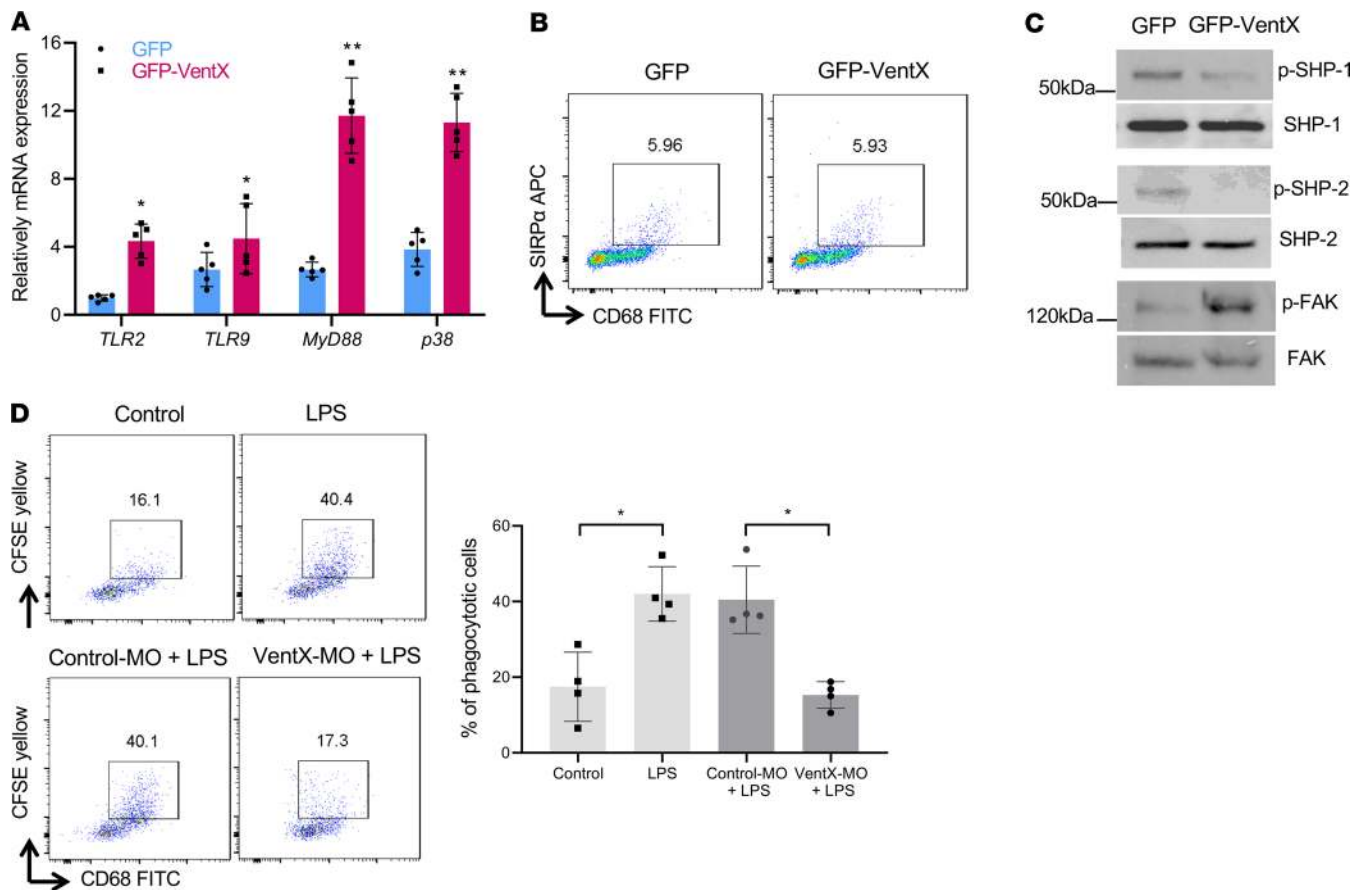 A
Relatively mRNA expression
16
12
8
4
0
GFP
GFP-VentX
*
*
**
**
TLR2
TLR9
MyD88
p38
B
GFP
GFP-VentX
5.96
5.93
SIRPα APC
CD68 FITC
C
GFP GFP-VentX
p-SHP-1
50kDa
SHP-1
p-SHP-2
50kDa
SHP-2
p-FAK
120kDa
FAK
D
Control
LPS
CFSE yellow
16.1
40.4
Control-MO + LPS
VentX-MO + LPS
CFSE yellow
40.1
17.3
CD68 FITC
% of phagocytotic cells
60
40
20
0
*
*
Control
LPS
Control-MO
+ LPS
VentX-MO
+ LPS